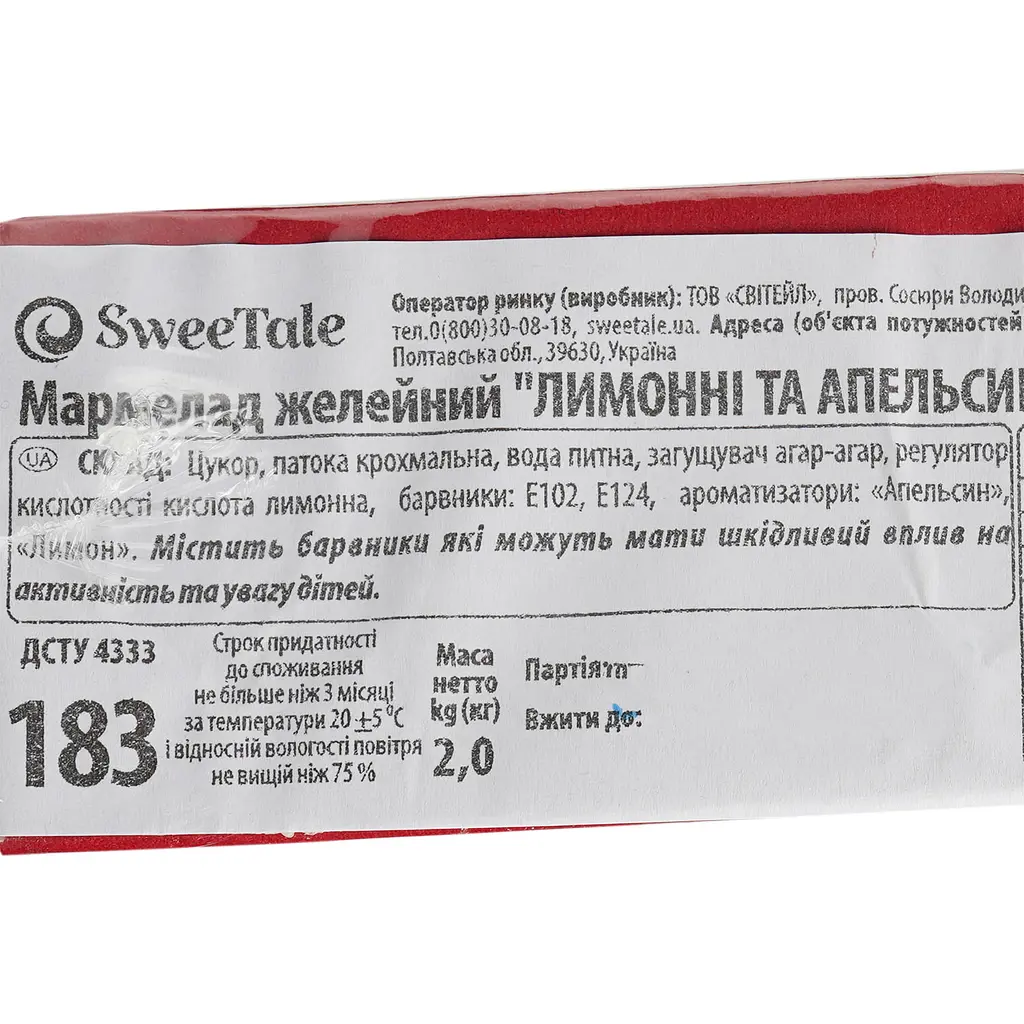 SweeTale
Оператор ринку (виробник): ТОВ «СВІТЕЙЛ», пров. Сосюри Володи
тел.0(800)30-08-18, sweetale.ua. Адреса (об'єкта потужностей
Полтавська обл., 39630, Україна
Мармелад желейний "ЛИМОННІ ТА АПЕЛЬСИ
UA СКЛАД: Цукор, патока крохмальна, вода питна, загущувач агар-агар, регулятор
кислотності кислота лимонна, барвники: Е102, Е124, ароматизатори: «Апельсин»,
«Лимон». Містить барвники які можуть мати шкідливий вплив на
активність та увагу дітей.
ДСТУ 4333
183
Строк придатності
до споживання
не більше ніж 3 місяці
за температури 20 ±5 °С
і відносній вологості повітря
не вищій ніж 75 %
Маса
нетто
kg (кг)
2,0
Вжити до: